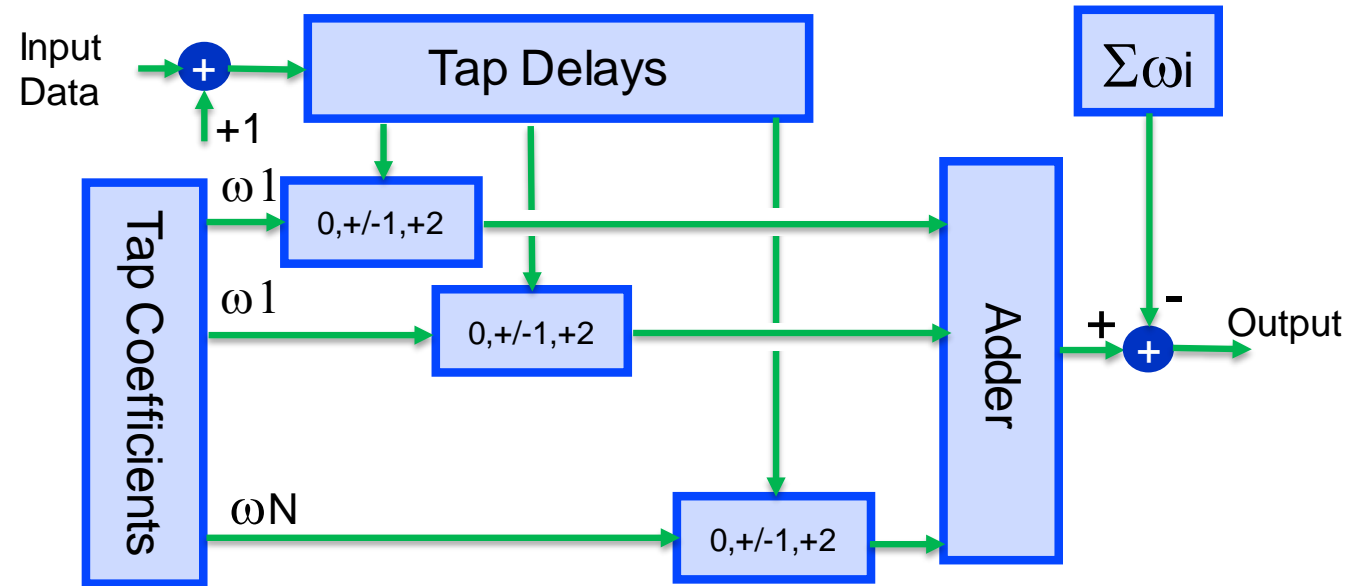 Input
Data
+
+1
Tap Delays
Σωi
Tap Coefficients
ω1
0,+/-1,+2
ω1
0,+/-1,+2
ωN
0,+/-1,+2
Adder
+
-
+
Output